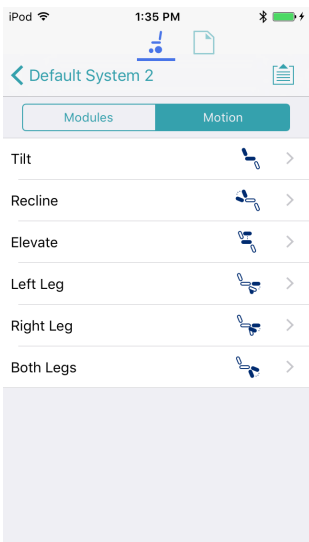 iPod 1:35 PM
Default System 2
Modules Motion
Tilt
Recline
Elevate
Left Leg
Right Leg
Both Legs